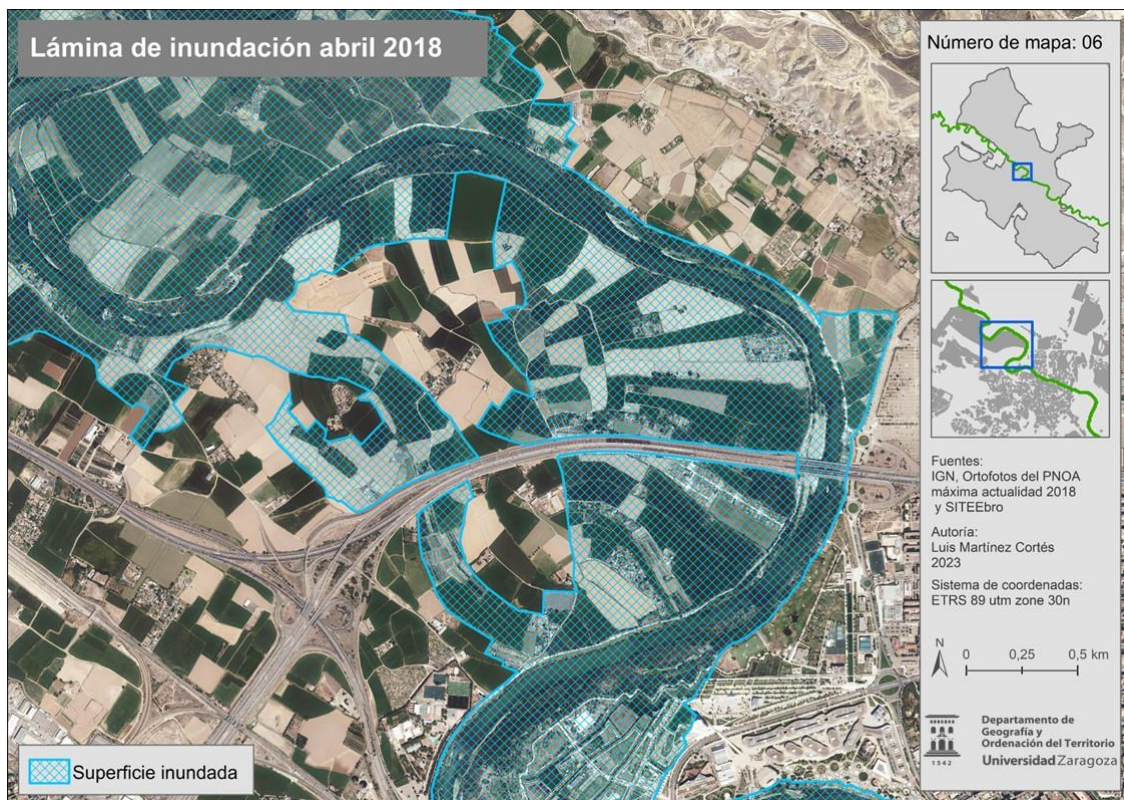 Lámina de inundación abril 2018
Número de mapa: 06
Fuentes:
IGN, Ortofotos del PNOA
máxima actualidad 2018
y SITEEbro
Autoría:
Luis Martínez Cortés
2023
Sistema de coordenadas:
ETRS 89 utm zone 30n
N
0 0,25 0,5 km
1542
Departamento de
Geografía y
Ordenación del Territorio
Universidad Zaragoza
Superficie inundada